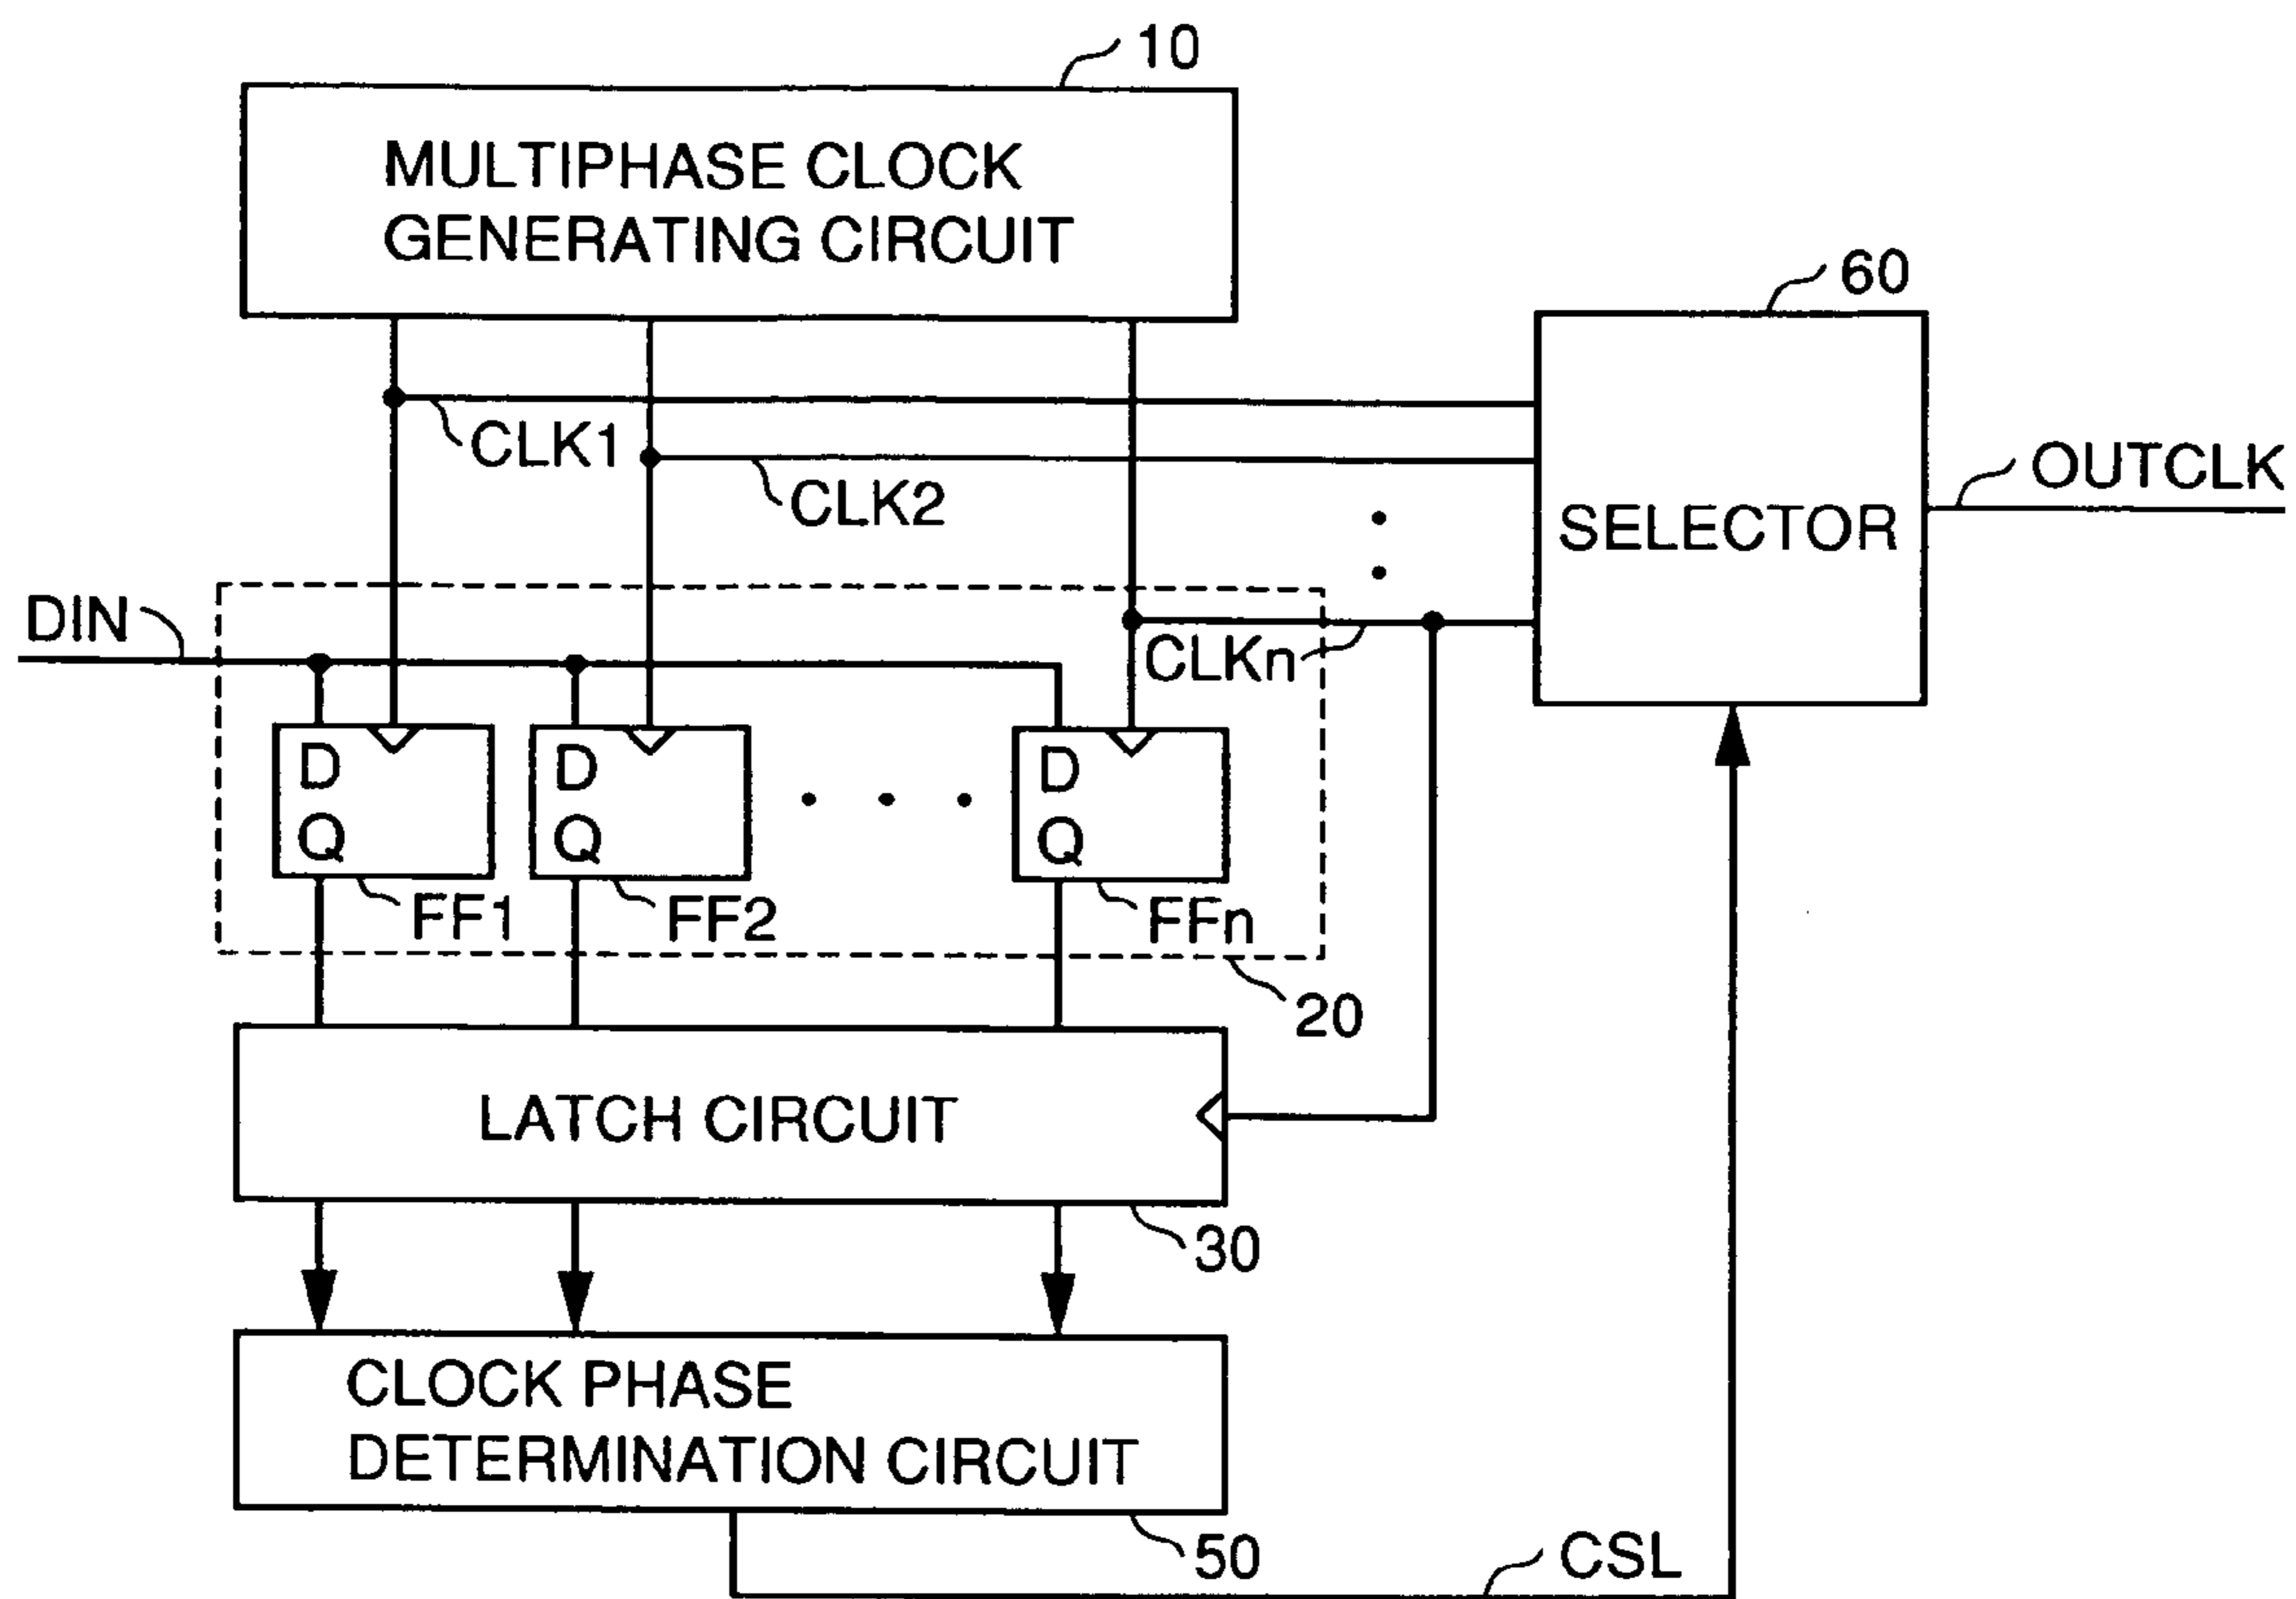 10
MULTIPHASE CLOCK
GENERATING CIRCUIT
60
CLK1
CLK2
SELECTOR
OUTCLK
DIN
CLKn
D
Q
D
Q
D
Q
FF1
FF2
FFn
20
LATCH CIRCUIT
30
CLOCK PHASE
DETERMINATION CIRCUIT
50
CSL